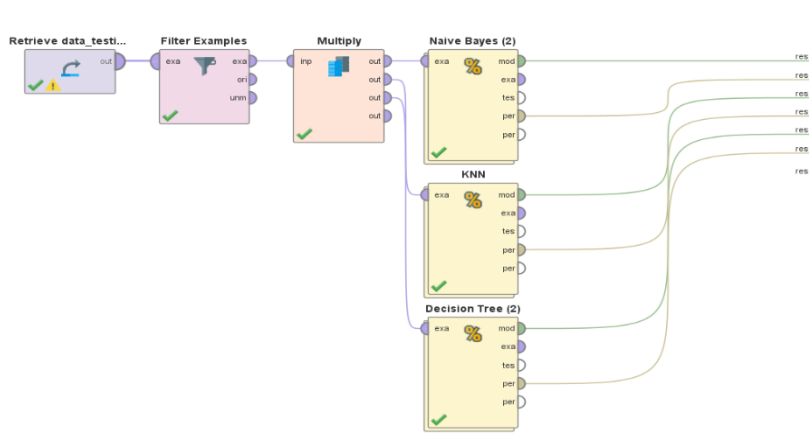 Retrieve data_testi...
out
Filter Examples
exa
exa
ori
unm
Multiply
inp
out
out
out
out
Naive Bayes (2)
exa
mod
exa
tes
per
per
KNN
exa
mod
exa
tes
per
per
Decision Tree (2)
exa
mod
exa
tes
per
per
res
res
res
res
res
res
res